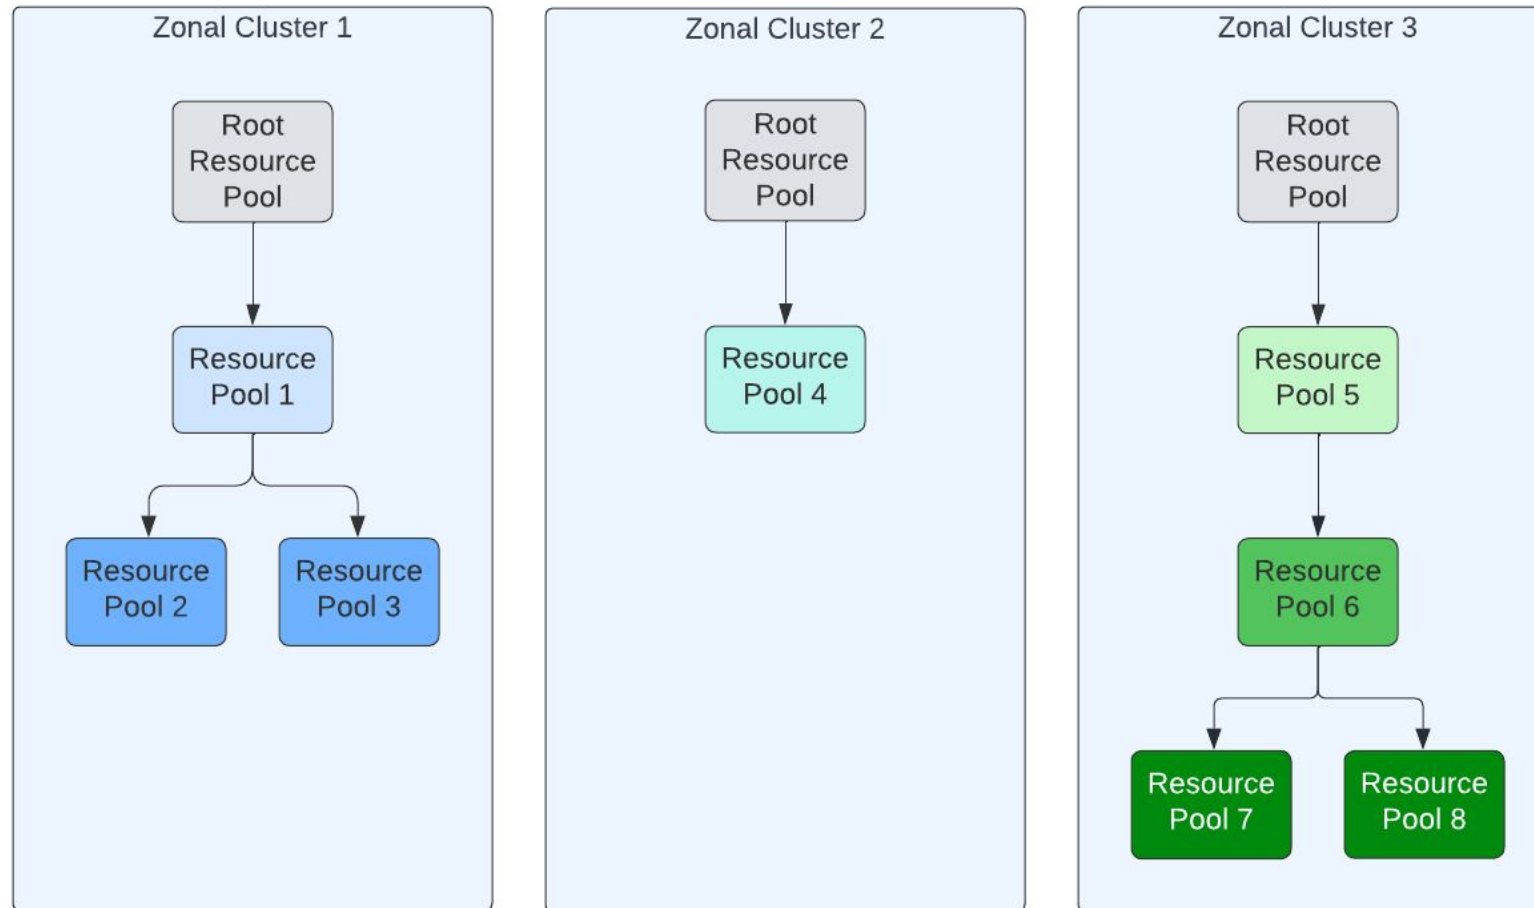 Zonal Cluster 1
Root
Resource
Pool
Resource
Pool 1
Resource
Pool 2
Resource
Pool 3
Zonal Cluster 2
Root
Resource
Pool
Resource
Pool 4
Zonal Cluster 3
Root
Resource
Pool
Resource
Pool 5
Resource
Pool 6
Resource
Pool 7
Resource
Pool 8